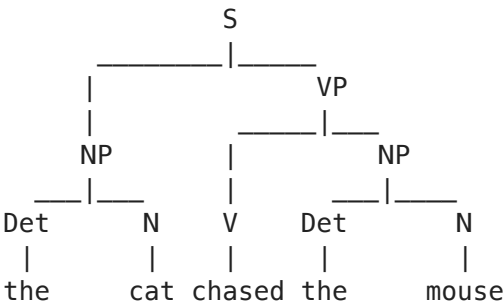 S
VP
NP NP
Det N V Det N
the cat chased the mouse